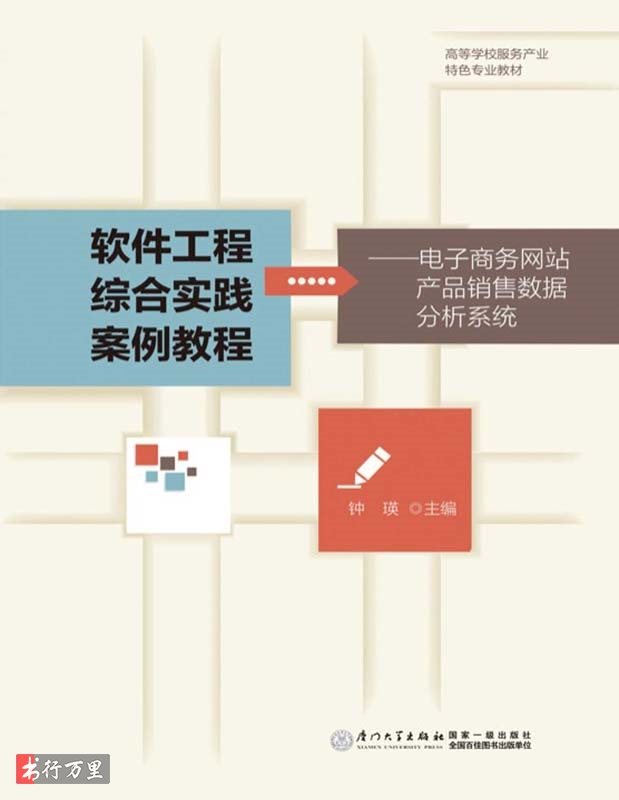 高等学校服务产业
特色专业教材
软件工程
综合实践
案例教程
——电子商务网站
产品销售数据
分析系统
钟 瑛 ◎主编
厦门大学出版社
XIAMEN UNIVERSITY PRESS
国家一级出版社
全国百佳图书出版单位
书行万里